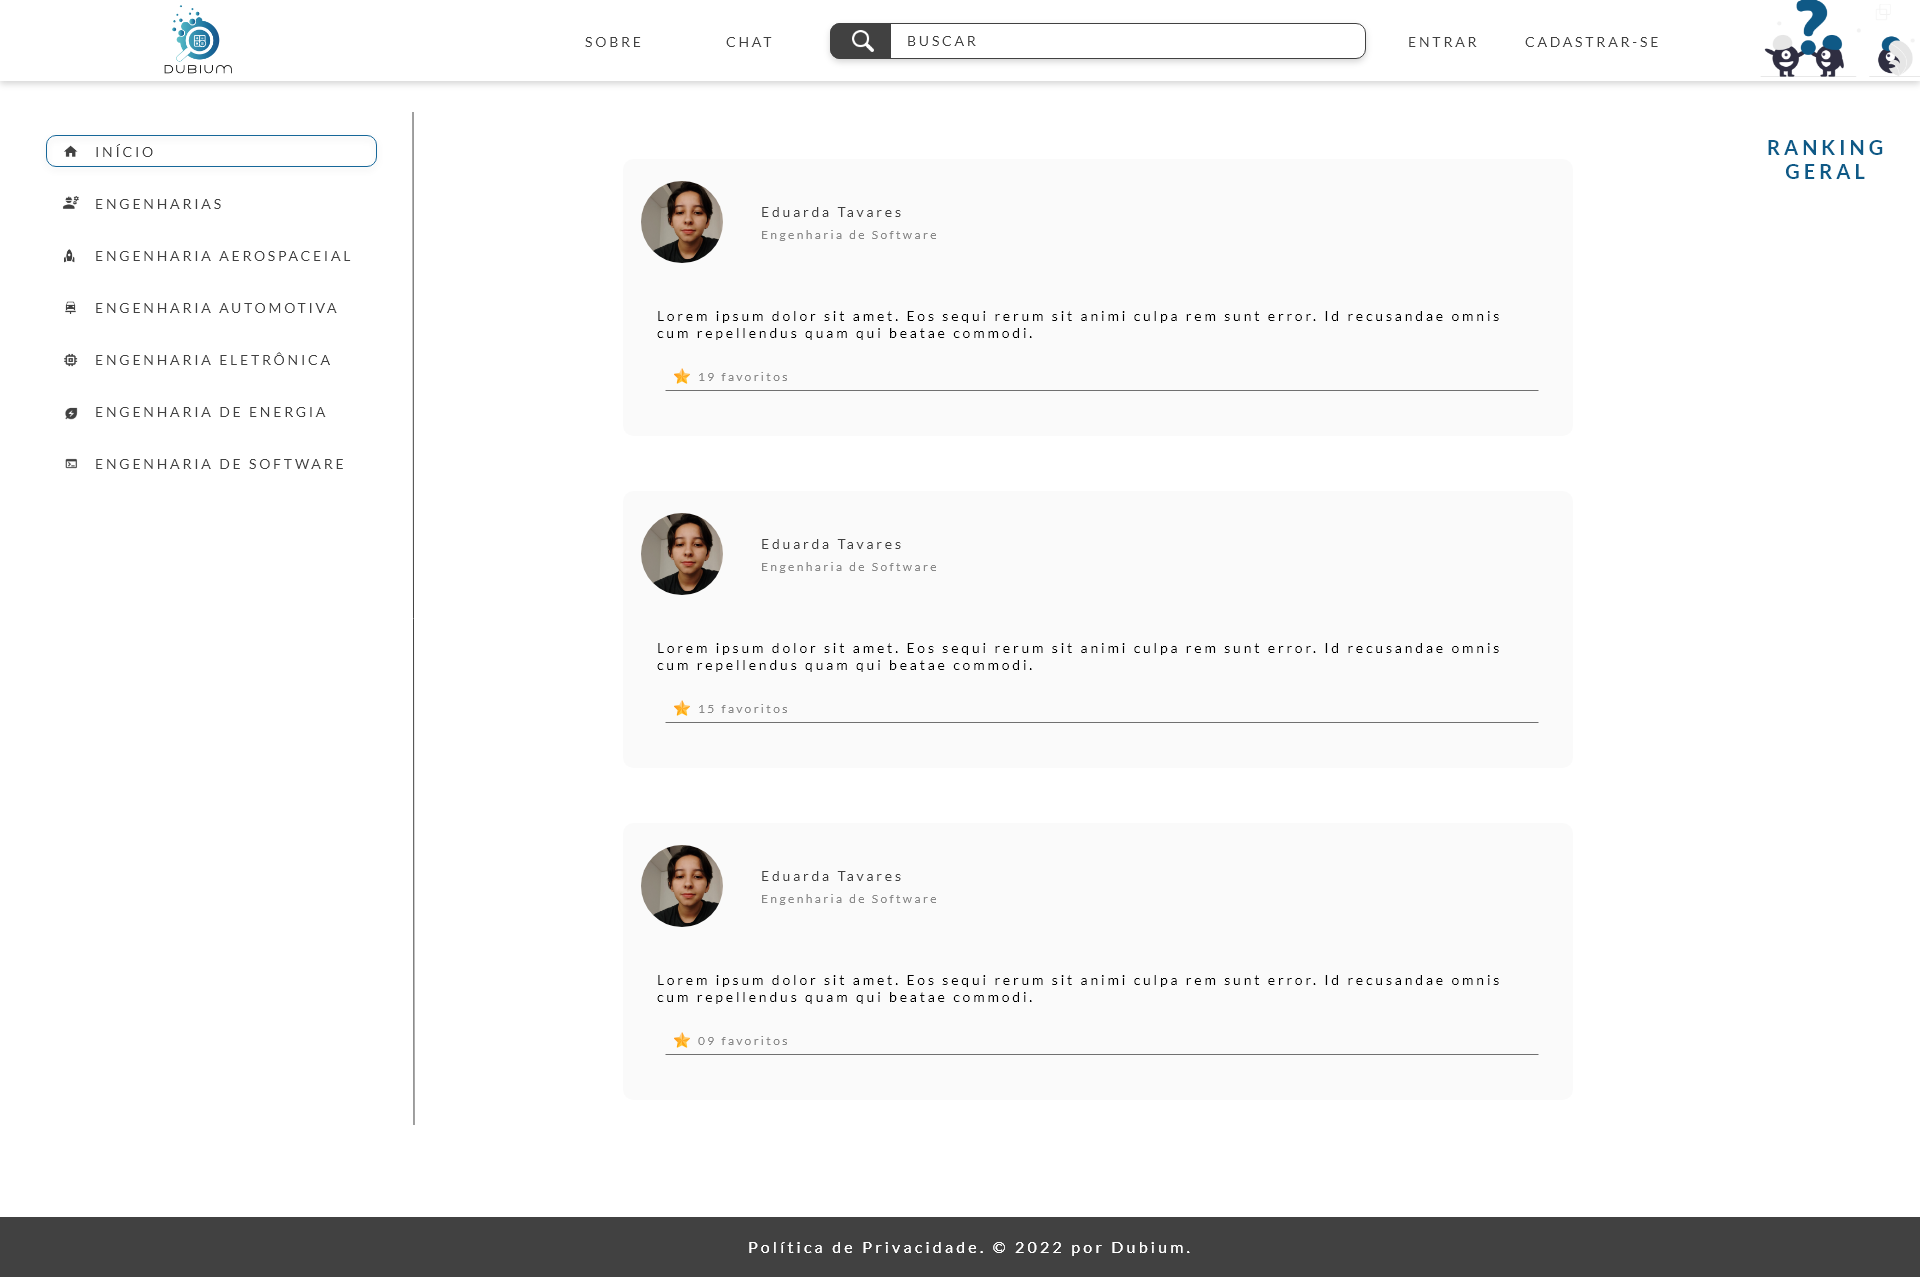 DUBIUM
SOBRE
CHAT
BUSCAR
ENTRAR
CADASTRAR-SE
?
INÍCIO
ENGENHARIAS
ENGENHARIA AEROSPACEIAL
ENGENHARIA AUTOMOTIVA
ENGENHARIA ELETRÔNICA
ENGENHARIA DE ENERGIA
ENGENHARIA DE SOFTWARE
Eduarda Tavares
Engenharia de Software
Lorem ipsum dolor sit amet. Eos sequi rerum sit animi culpa rem sunt error. Id recusandae omnis
cum repellendus quam qui beatae commodi.
19 favoritos
Eduarda Tavares
Engenharia de Software
Lorem ipsum dolor sit amet. Eos sequi rerum sit animi culpa rem sunt error. Id recusandae omnis
cum repellendus quam qui beatae commodi.
15 favoritos
Eduarda Tavares
Engenharia de Software
Lorem ipsum dolor sit amet. Eos sequi rerum sit animi culpa rem sunt error. Id recusandae omnis
cum repellendus quam qui beatae commodi.
09 favoritos
RANKING
GERAL
Política de Privacidade. © 2022 por Dubium.